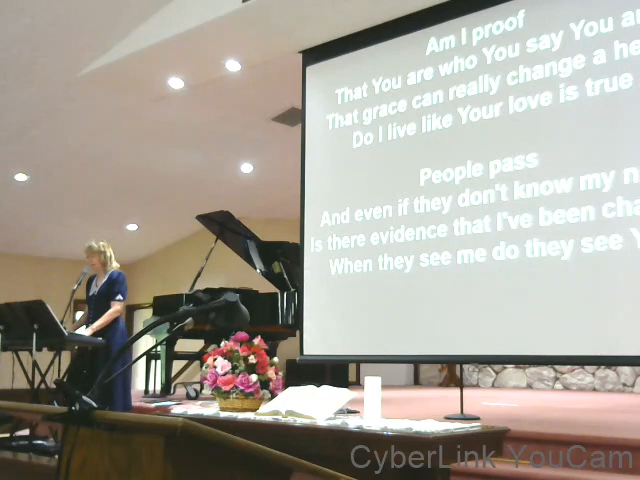 Am I proof
That You are who You say You
That grace can really change a
Do I live like Your love is true
People pass
And even if they don't know my
Is there evidence that I've been
When they see me do they see
CyberLink YouCam